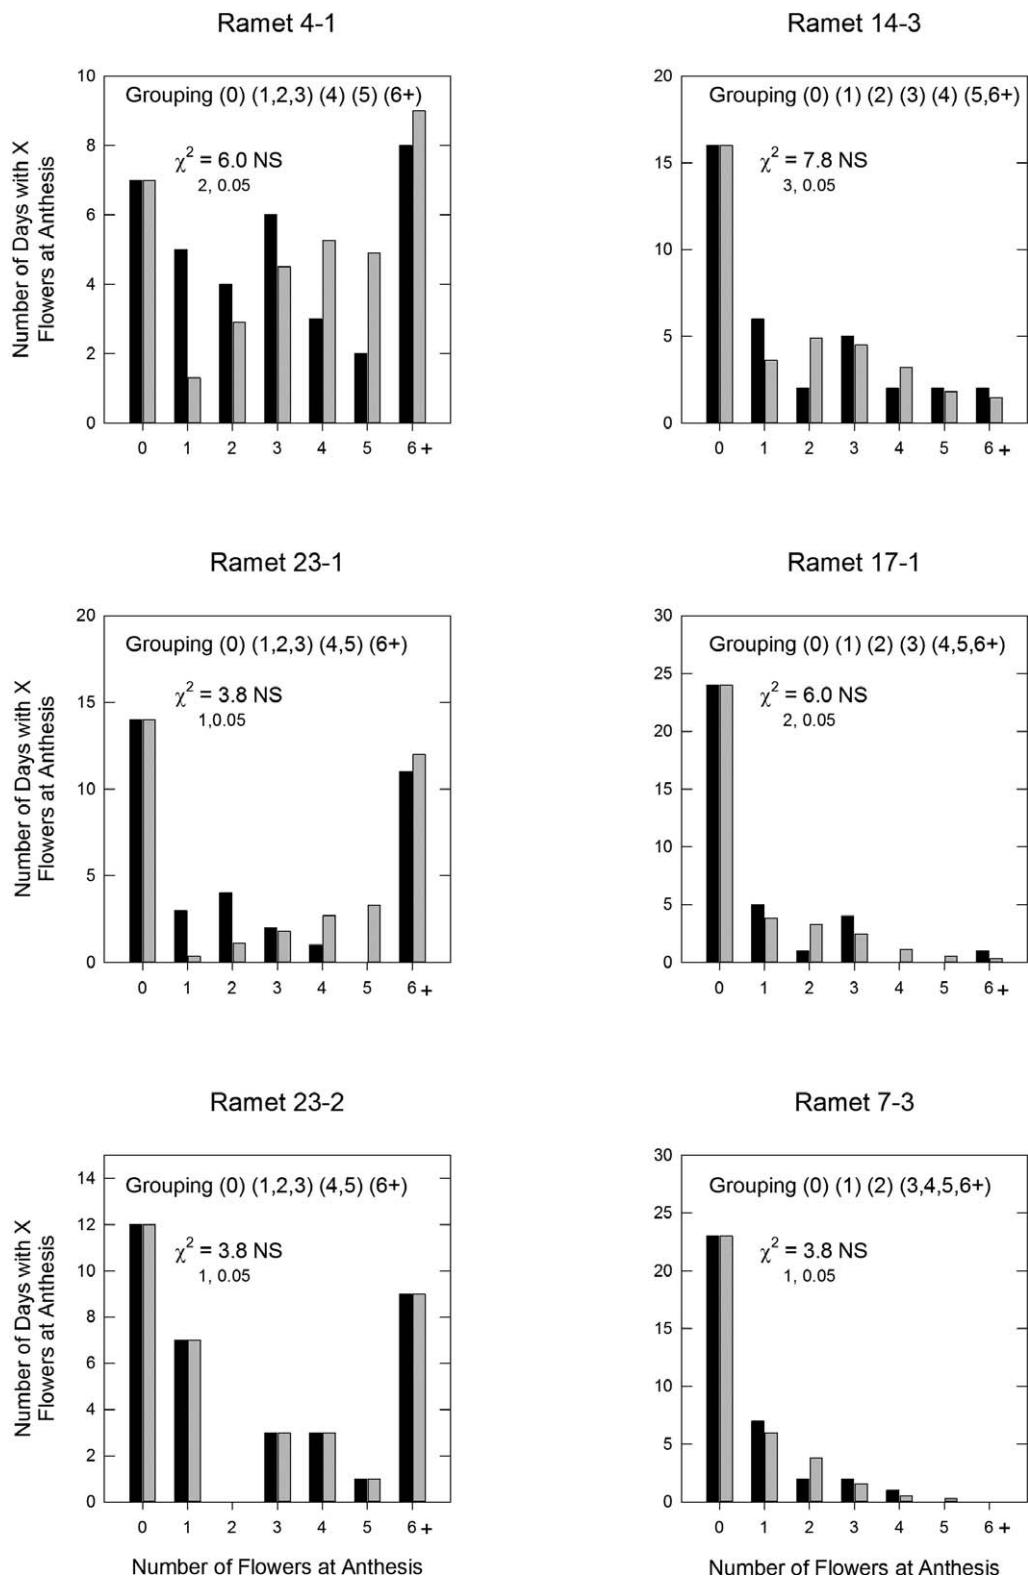 Ramet 4-1
Number of Days with X
Flowers at Anthesis
10
8
6
4
2
0
Grouping (0) (1,2,3) (4) (5) (6+)
χ² = 6.0 NS
2, 0.05
0 1 2 3 4 5 6 +
Ramet 14-3
20
15
10
5
0
Grouping (0) (1) (2) (3) (4) (5,6+)
χ² = 7.8 NS
3, 0.05
0 1 2 3 4 5 6 +
Ramet 23-1
Number of Days with X
Flowers at Anthesis
20
15
10
5
0
Grouping (0) (1,2,3) (4,5) (6+)
χ² = 3.8 NS
1,0.05
0 1 2 3 4 5 6 +
Ramet 17-1
30
25
20
15
10
5
0
Grouping (0) (1) (2) (3) (4,5,6+)
χ² = 6.0 NS
2, 0.05
0 1 2 3 4 5 6 +
Ramet 23-2
Number of Days with X
Flowers at Anthesis
14
12
10
8
6
4
2
0
Grouping (0) (1,2,3) (4,5) (6+)
χ² = 3.8 NS
1, 0.05
0 1 2 3 4 5 6 +
Number of Flowers at Anthesis
Ramet 7-3
30
25
20
15
10
5
0
Grouping (0) (1) (2) (3,4,5,6+)
χ² = 3.8 NS
1, 0.05
0 1 2 3 4 5 6 +
Number of Flowers at Anthesis